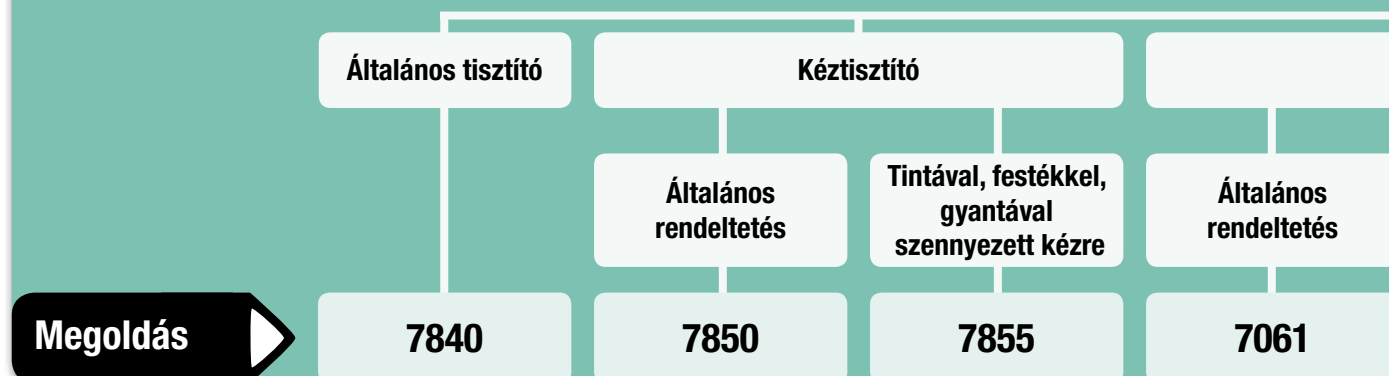 Általános tisztító
Kéztisztító
Általános
rendeltetés
Tintával, festékkel,
gyantával
szennyezett kézre
Általános
rendeltetés
Megoldás
7840
7850
7855
7061